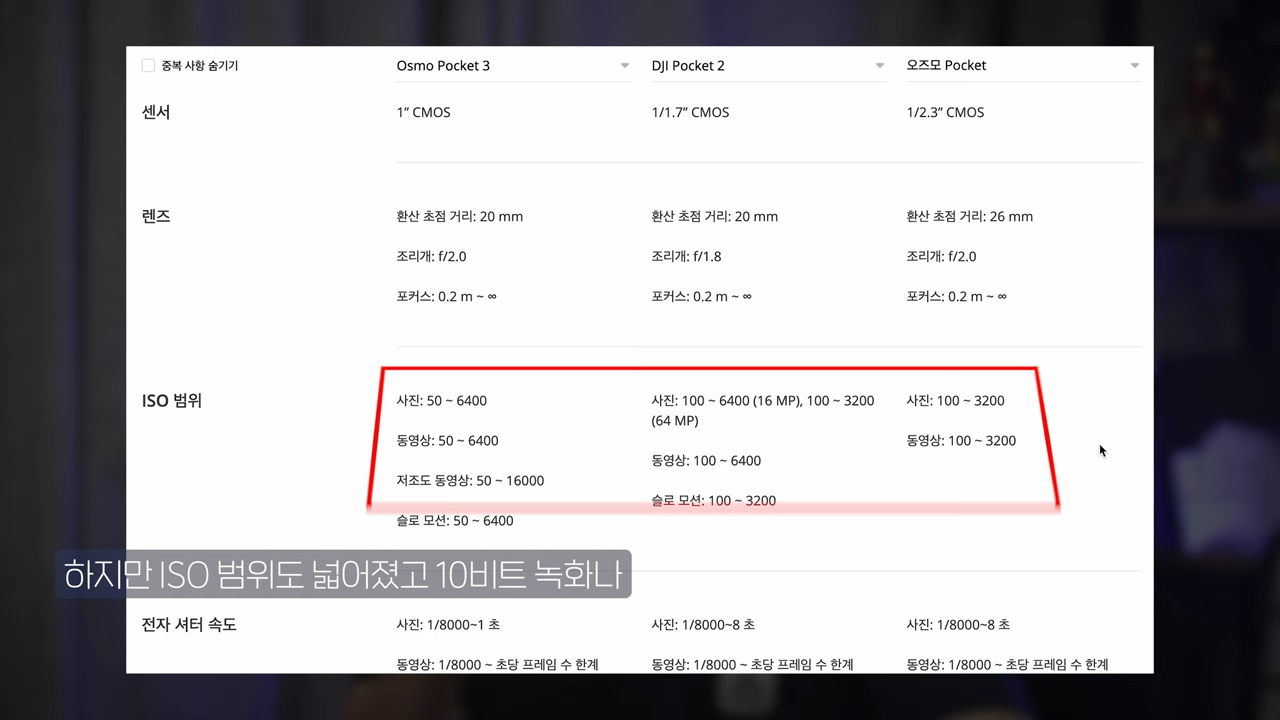 중복 사항 숨기기
Osmo Pocket 3
DJI Pocket 2
오즈모 Pocket
센서
1” CMOS
1/1.7” CMOS
1/2.3” CMOS
렌즈
환산 초점 거리: 20 mm
환산 초점 거리: 20 mm
환산 초점 거리: 26 mm
조리개: f/2.0
조리개: f/1.8
조리개: f/2.0
포커스: 0.2 m ~ ∞
포커스: 0.2 m ~ ∞
포커스: 0.2 m ~ ∞
ISO 범위
사진: 50 ~ 6400
동영상: 50 ~ 6400
저조도 동영상: 50 ~ 16000
슬로 모션: 50 ~ 6400
사진: 100 ~ 6400 (16 MP), 100 ~ 3200
(64 MP)
동영상: 100 ~ 6400
슬로 모션: 100 ~ 3200
사진: 100 ~ 3200
동영상: 100 ~ 3200
하지만 ISO 범위도 넓어졌고 10비트 녹화나
전자 셔터 속도
사진: 1/8000~1 초
사진: 1/8000~8 초
사진: 1/8000~8 초
동영상: 1/8000 ~ 초당 프레임 수 한계
동영상: 1/8000 ~ 초당 프레임 수 한계
동영상: 1/8000 ~ 초당 프레임 수 한계